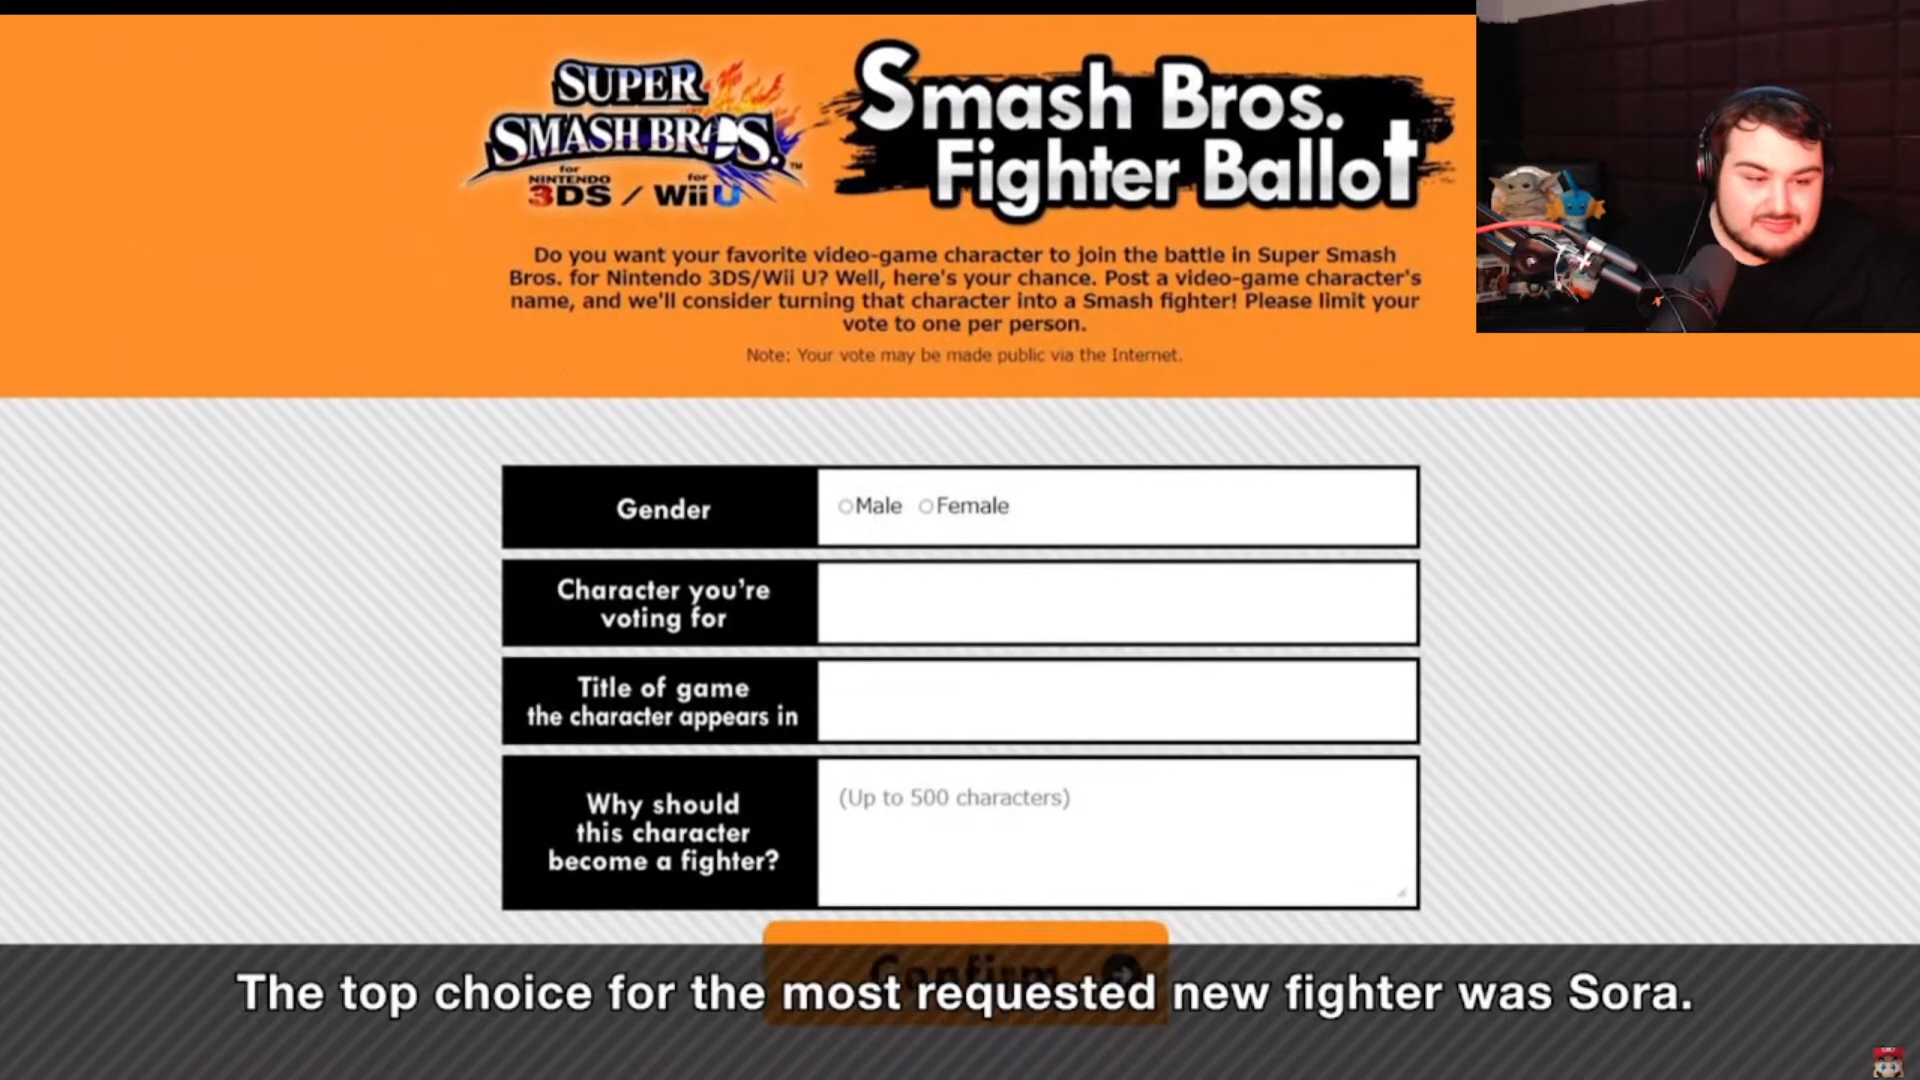 SUPER
SMASH BROS.
for for
NINTENDO
3DS / Wii U
Smash Bros.
Fighter Ballot
Do you want your favorite video-game character to join the battle in Super Smash
Bros. for Nintendo 3DS/Wii U? Well, here's your chance. Post a video-game character's
name, and we'll consider turning that character into a Smash fighter! Please limit your
vote to one per person.
Note: Your vote may be made public via the Internet.
Gender
Male Female
Character you're
voting for
Title of game
the character appears in
Why should
this character
become a fighter?
(Up to 500 characters)
Confirm
The top choice for the most requested new fighter was Sora.